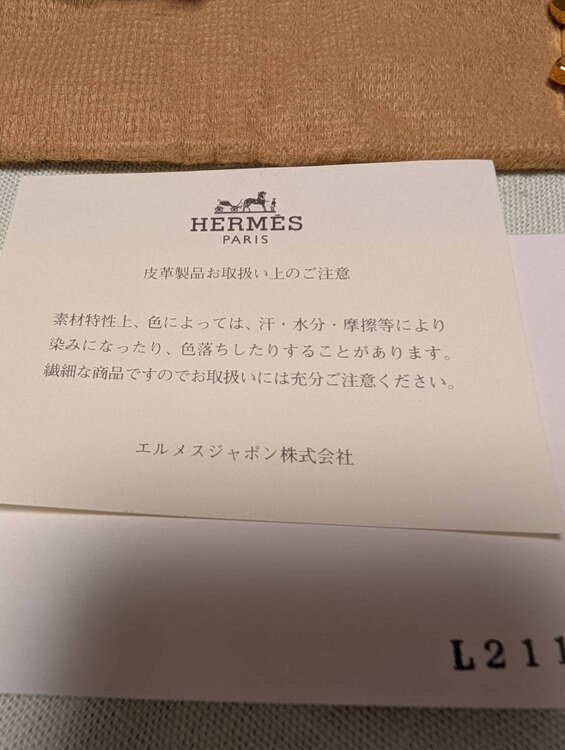 HERMÈS
PARIS
皮革製品お取扱い上のご注意
素材特性上、色によっては、汗・水分・摩擦等により
染みになったり、色落ちしたりすることがあります。
繊細な商品ですのでお取扱いには充分ご注意ください。
エルメスジャポン株式会社
L211